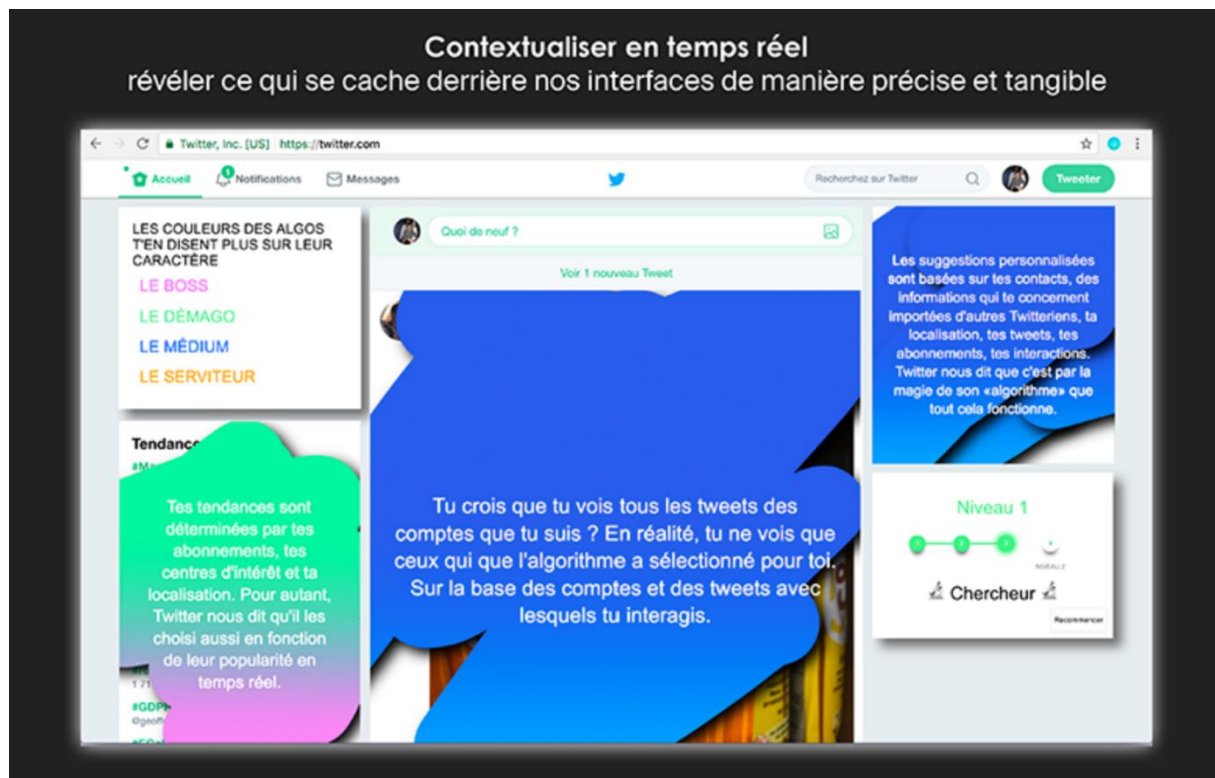 Contextualiser en temps réel
révéler ce qui se cache derrière nos interfaces de manière précise et tangible
Twitter, Inc. [US] https://twitter.com
Accueil
1
Notifications
Messages
Recherchez sur Twitter
Tweeter
LES COULEURS DES ALGOS
T'EN DISENT PLUS SUR LEUR
CARACTÈRE
LE BOSS
LE DÉMAGO
LE MÉDIUM
LE SERVITEUR
Tendanc
Tes tendances sont
déterminées par tes
abonnements, tes
centres d'intérêt et ta
localisation. Pour autant,
Twitter nous dit qu'il les
choisi aussi en fonction
de leur popularité en
temps réel.
#GDP
@geoff
Quoi de neuf ?
Voir 1 nouveau Tweet
Tu crois que tu vois tous les tweets des
comptes que tu suis ? En réalité, tu ne vois que
ceux qui que l'algorithme a sélectionné pour toi.
Sur la base des comptes et des tweets avec
lesquels tu interagis.
Les suggestions personnalisées
sont basées sur tes contacts, des
informations qui te concernent
importées d'autres Twitteriens, ta
localisation, tes tweets, tes
abonnements, tes interactions.
Twitter nous dit que c'est par la
magie de son «algorithme» que
tout cela fonctionne.
Niveau 1
1 2 3
NIVEAU 2
Chercheur
Recommencer